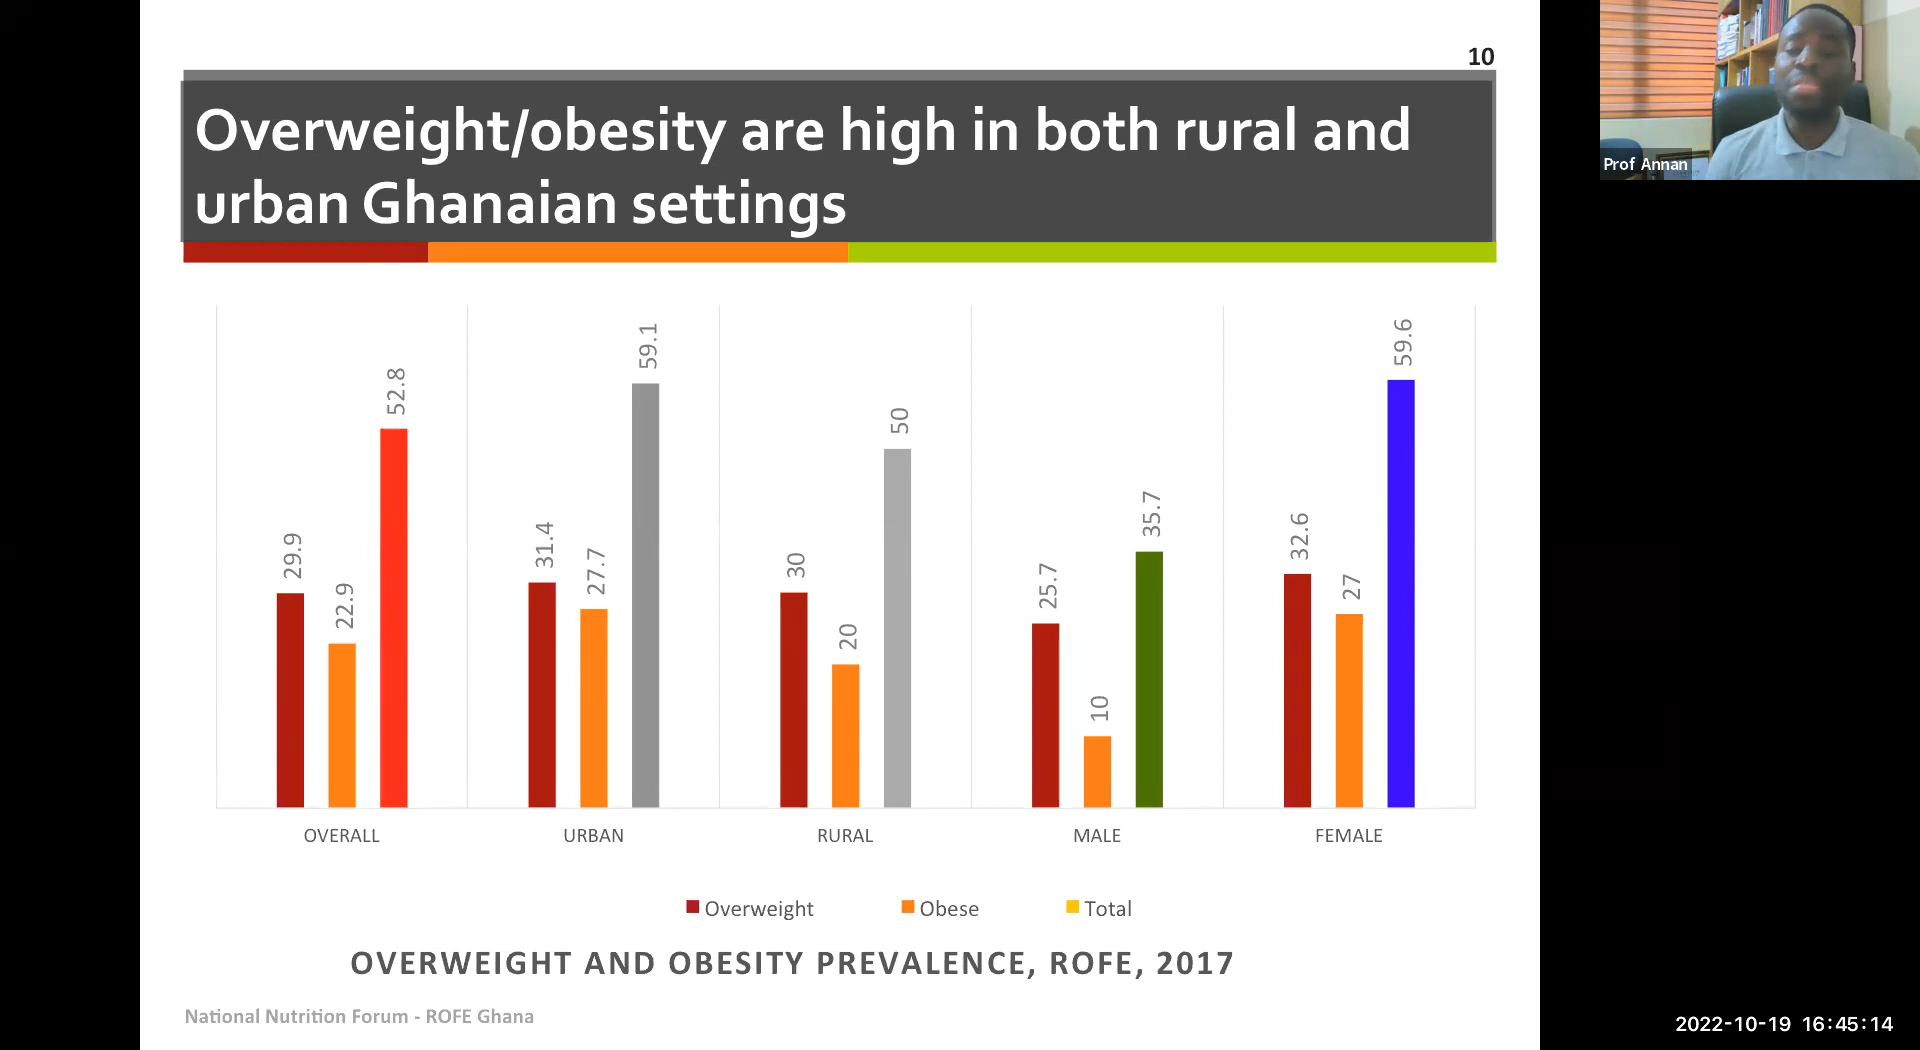 10
Overweight/obesity are high in both rural and
urban Ghanaian settings
Prof Annan
29.9
22.9
52.8
31.4
27.7
59.1
30
20
50
25.7
10
35.7
32.6
27
59.6
OVERALL
URBAN
RURAL
MALE
FEMALE
Overweight
Obese
Total
OVERWEIGHT AND OBESITY PREVALENCE, ROFE, 2017
National Nutrition Forum - ROFE Ghana
2022-10-19 16:45:14